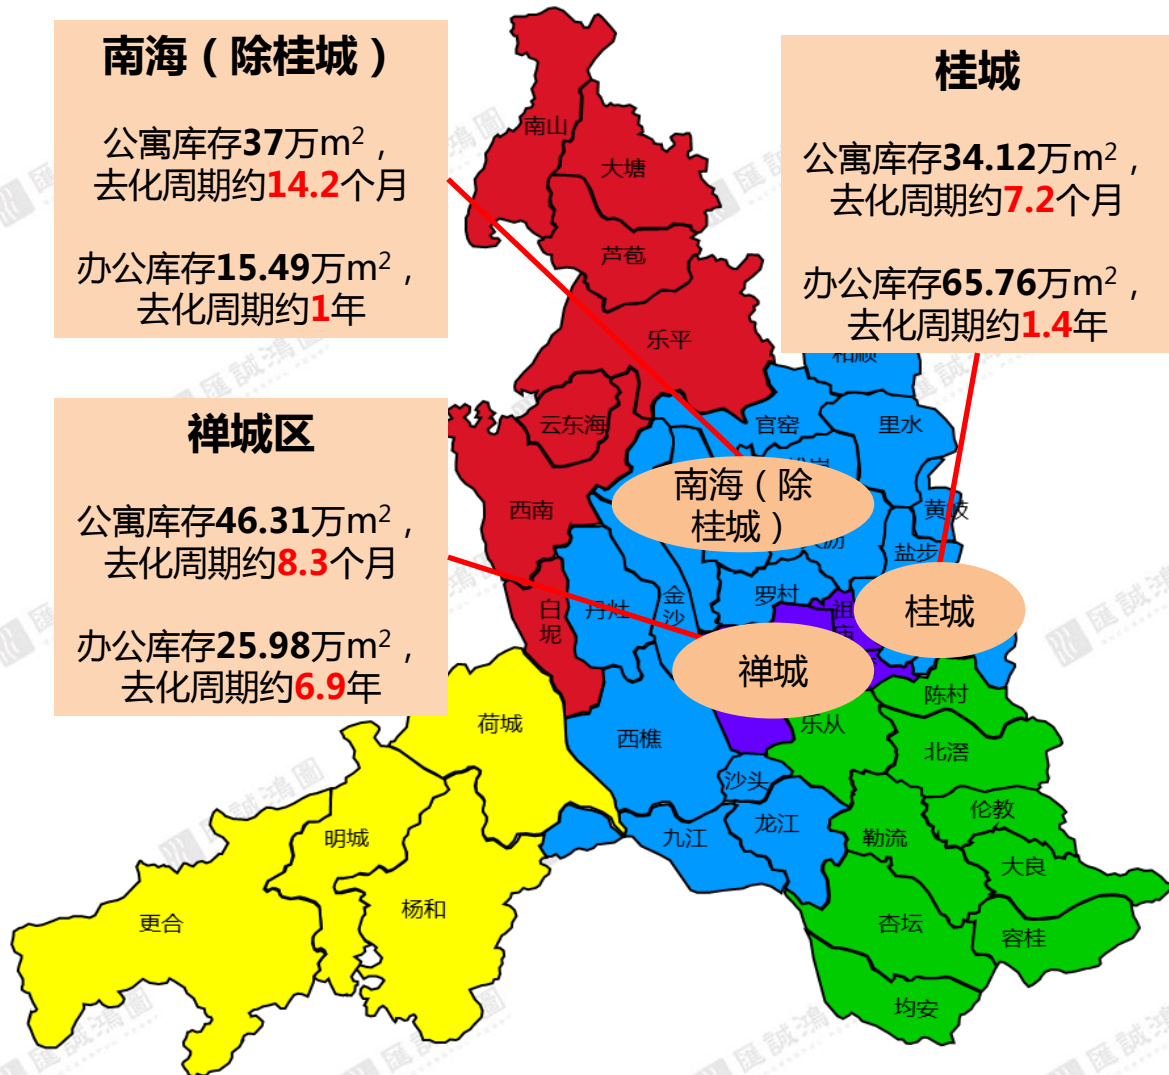 南海（除桂城）
公寓库存37万m²，
去化周期约14.2个月
办公库存15.49万m²，
去化周期约1年
桂城
公寓库存34.12万m²，
去化周期约7.2个月
办公库存65.76万m²，
去化周期约1.4年
禅城区
公寓库存46.31万m²，
去化周期约8.3个月
办公库存25.98万m²，
去化周期约6.9年
南山
大塘
芦苞
乐平
和顺
云东海
官窑
里水
西南
南海（除
桂城）
黄岐
盐步
白
坭
丹灶
金
沙
罗村
祖
桂城
禅城
陈村
荷城
西樵
乐从
北滘
沙头
明城
九江
龙江
勒流
伦教
大良
更合
杨和
杏坛
容桂
均安
匯誠鴻圖